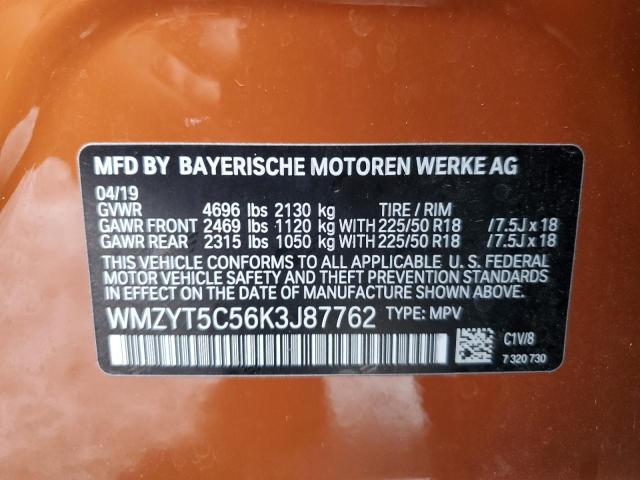 MFD BY BAYERISCHE MOTOREN WERKE AG
04/19
GVWR 4696 lbs 2130 kg TIRE / RIM
GAWR FRONT 2469 lbs 1120 kg WITH 225/50 R18 / 7.5J x 18
GAWR REAR 2315 lbs 1050 kg WITH 225/50 R18 / 7.5J x 18
THIS VEHICLE CONFORMS TO ALL APPLICABLE U. S. FEDERAL
MOTOR VEHICLE SAFETY AND THEFT PREVENTION STANDARDS
IN EFFECT ON THE DATE OF MANUFACTURE SHOWN ABOVE.
WMZYT5C56K3J87762 TYPE: MPV
C1V/8
7 320 730